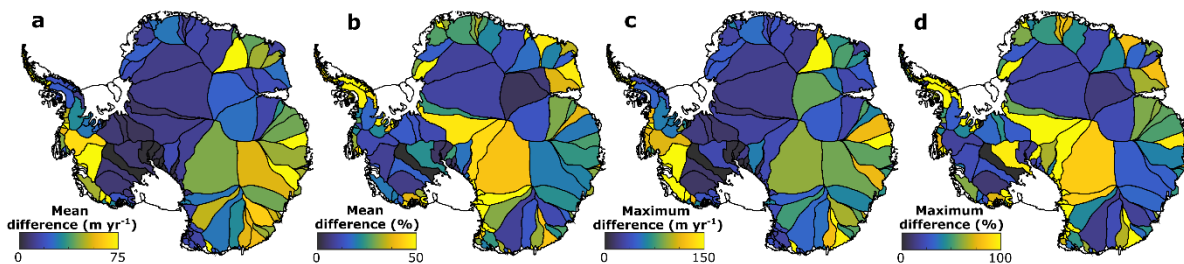 a
b
c
d
Mean
difference (m yr⁻¹)
0 75
Mean
difference (%)
0 50
Maximum
difference (m yr⁻¹)
0 150
Maximum
difference (%)
0 100